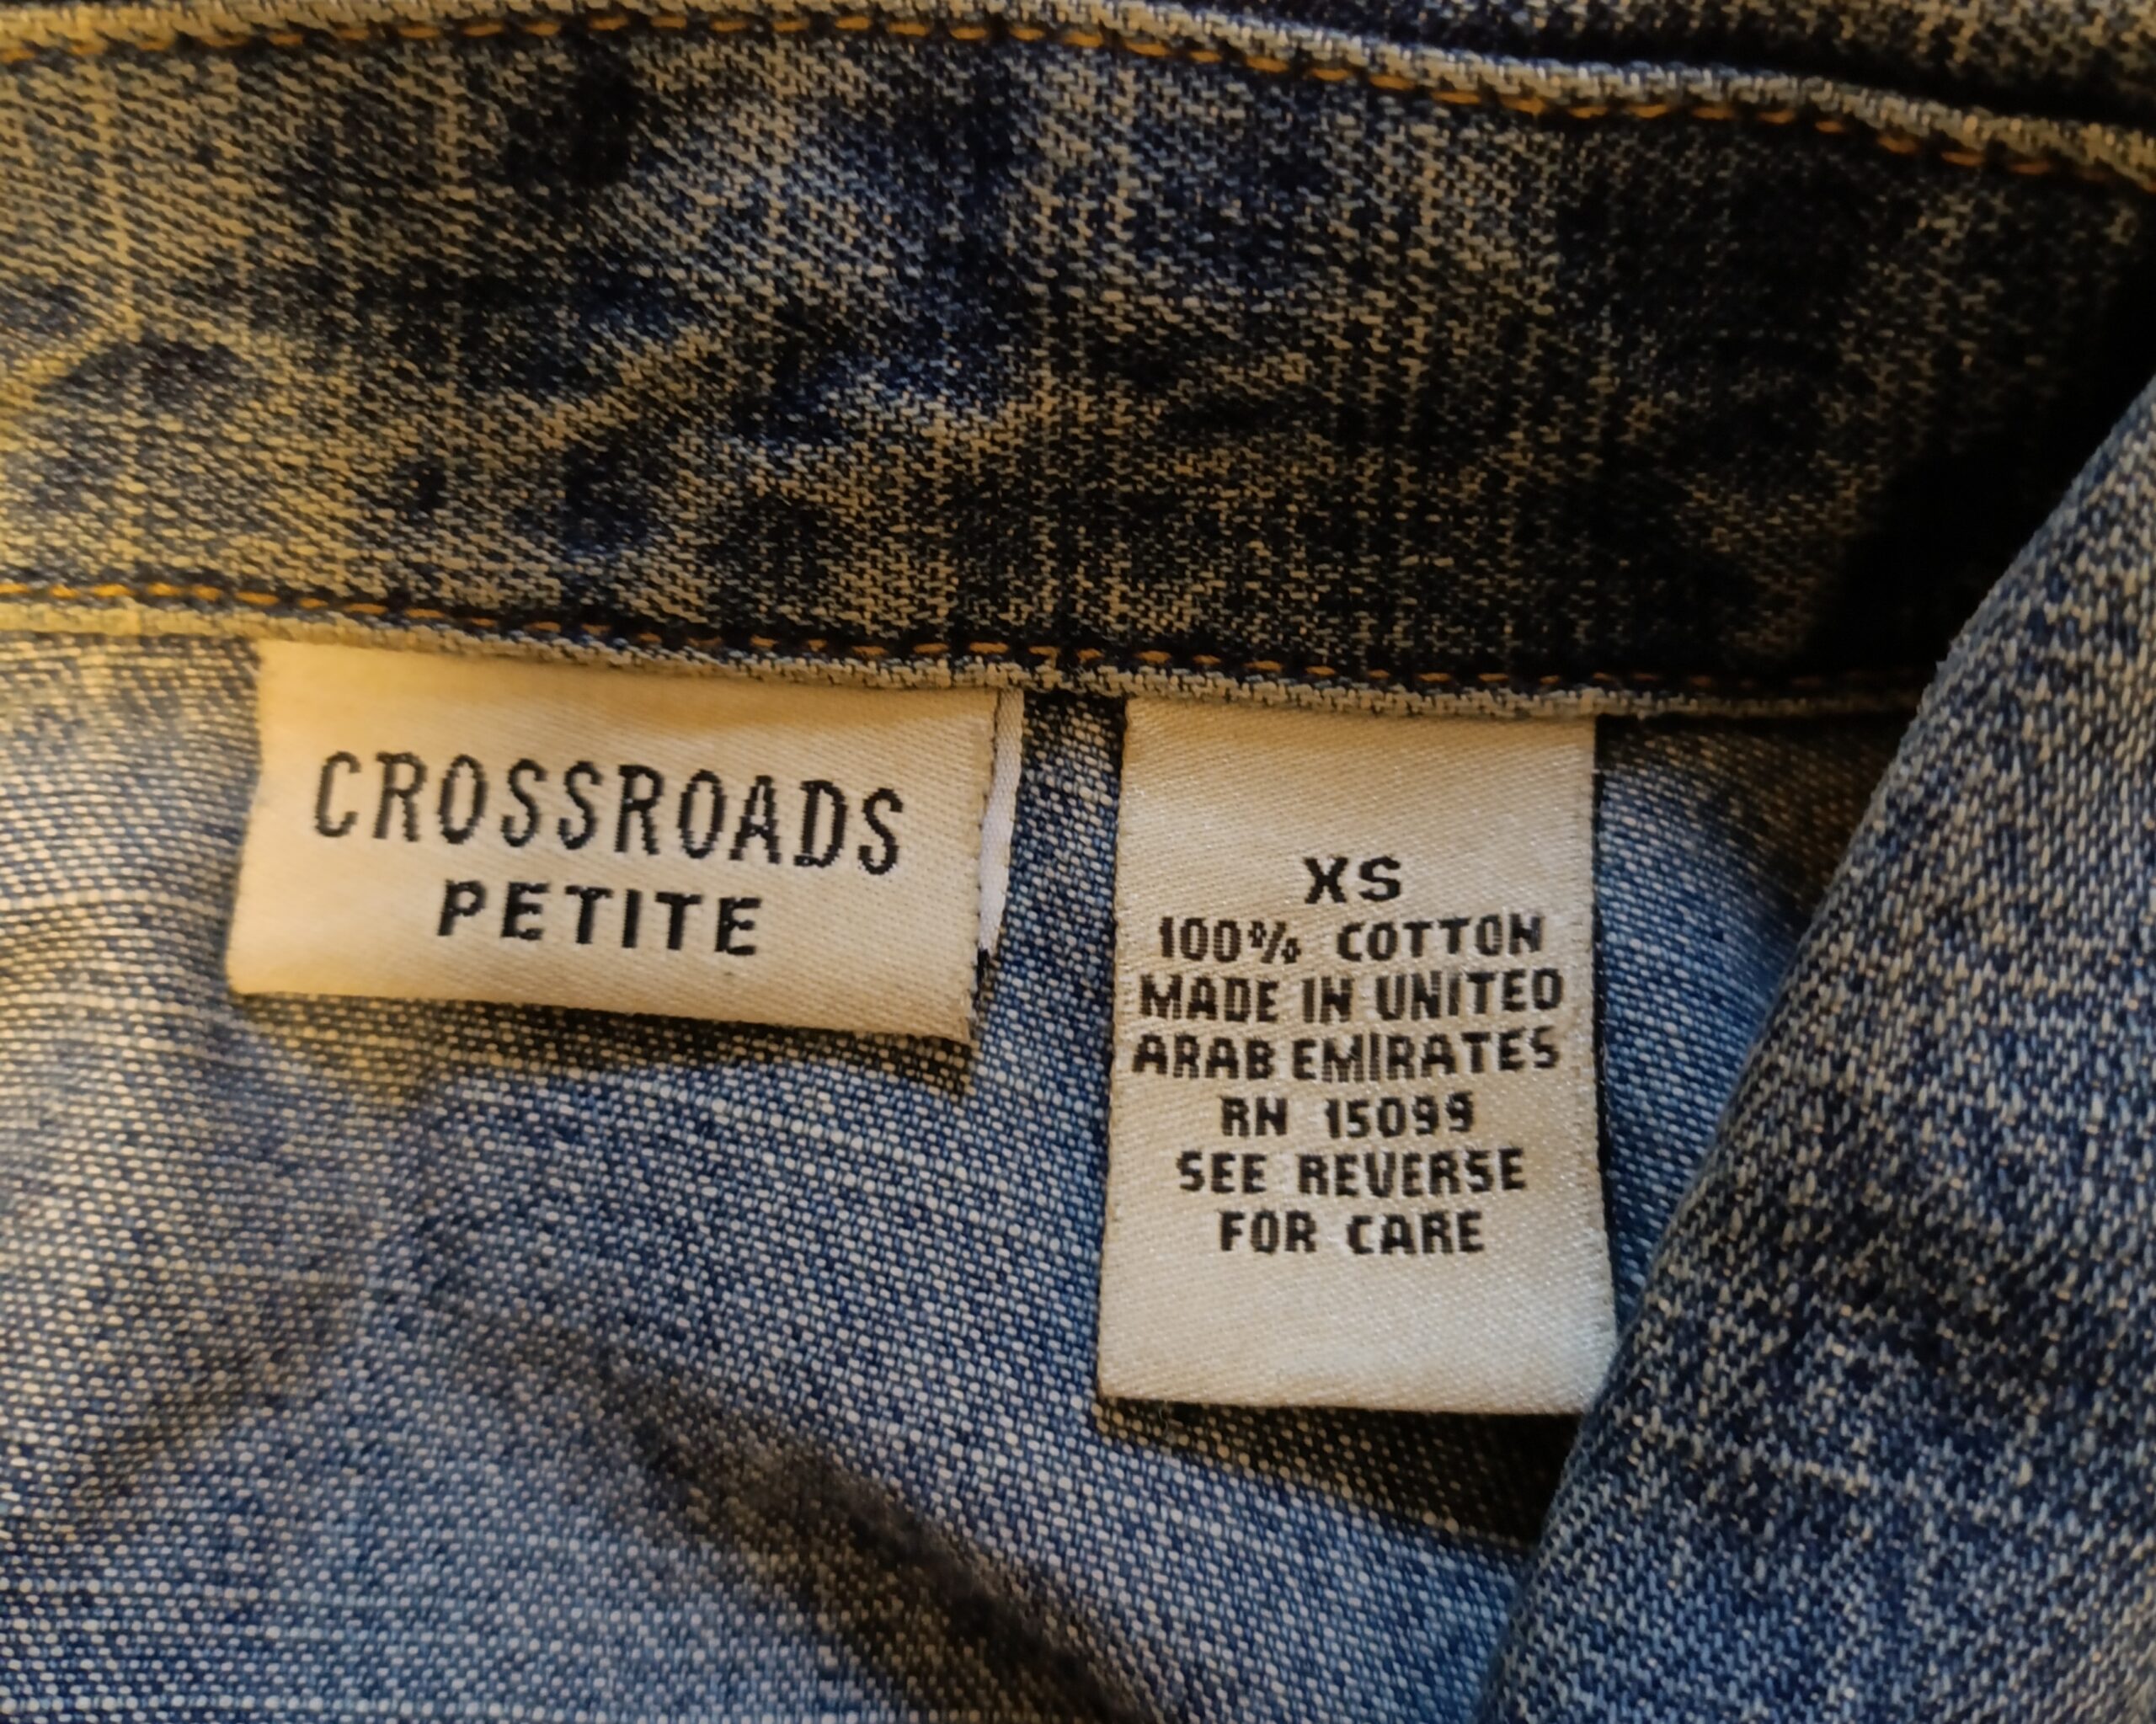 CROSSROADS
PETITE
XS
100% COTTON
MADE IN UNITED
ARAB EMIRATES
RN 15099
SEE REVERSE
FOR CARE